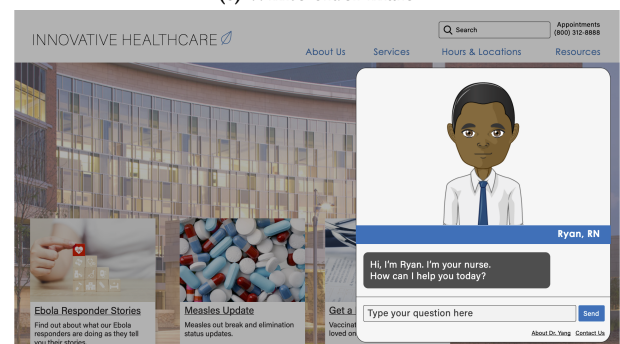 INNOVATIVE HEALTHCARE
Search
Appointments
(800) 312-8888
About Us
Services
Hours & Locations
Resources
Ryan, RN
Hi, I'm Ryan. I'm your nurse.
How can I help you today?
Type your question here
Send
About Dr. Yang
Contact Us
Ebola Responder Stories
Find out about what our Ebola
responders are doing as they tell
you their stories.
Measles Update
Measles out break and elimination
status updates.
Get a
Vaccinat
loved on